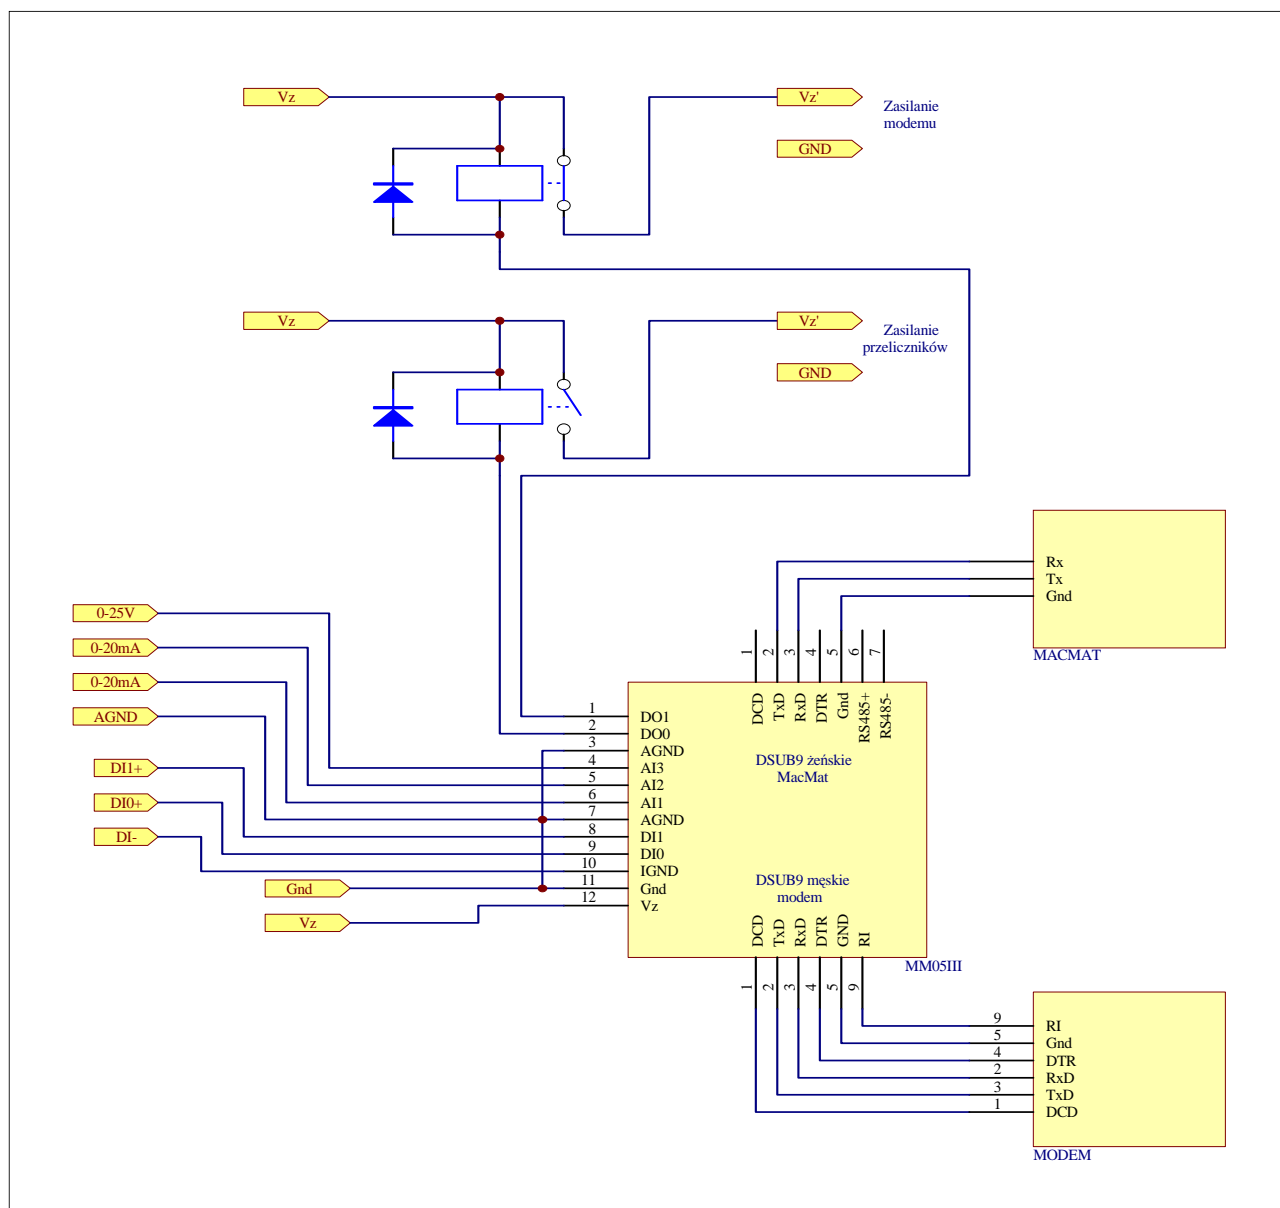 Vz
Vz'
Zasilanie
modemu
GND
Vz
Vz'
Zasilanie
przeliczników
GND
Rx
Tx
Gnd
MACMAT
0-25V
0-20mA
0-20mA
AGND
DI1+
DI0+
DI-
Gnd
Vz
1
2
3
4
5
6
7
DCD
TxD
RxD
DTR
Gnd
RS485+
RS485-
1 DO1
2 DO0
3 AGND
4 AI3
5 AI2
6 AI1
7 AGND
8 DI1
9 DI0
10 IGND
11 Gnd
12 Vz
DSUB9 żeńskie
MacMat
DSUB9 męskie
modem
DCD
TxD
RxD
DTR
GND
RI
MM05III
1
2
3
4
5
9
9 RI
5 Gnd
4 DTR
2 RxD
3 TxD
1 DCD
MODEM